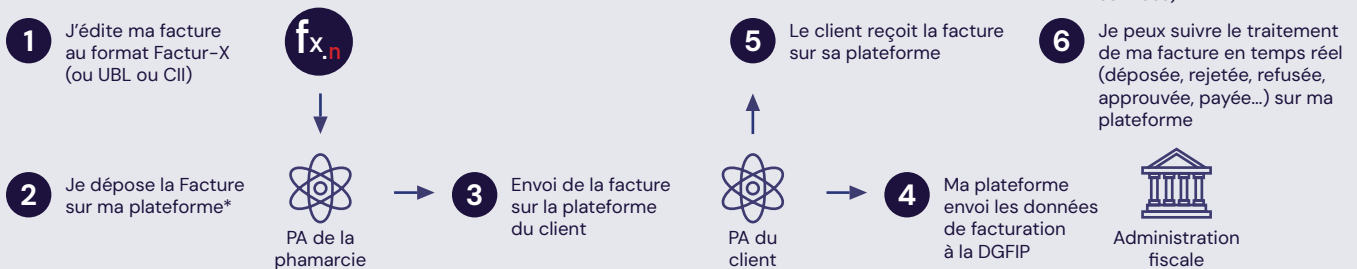 1
J'édite ma facture
au format Factur-X
(ou UBL ou CII)
fx.n
5
Le client reçoit la facture
sur sa plateforme
6
Je peux suivre le traitement
de ma facture en temps réel
(déposée, rejetée, refusée,
approuvée, payée...) sur ma
plateforme
2
Je dépose la Facture
sur ma plateforme*
PA de la
phamarcie
3
Envoi de la facture
sur la plateforme
du client
PA du
client
4
Ma plateforme
envoi les données
de facturation
à la DGFIP
Administration
fiscale